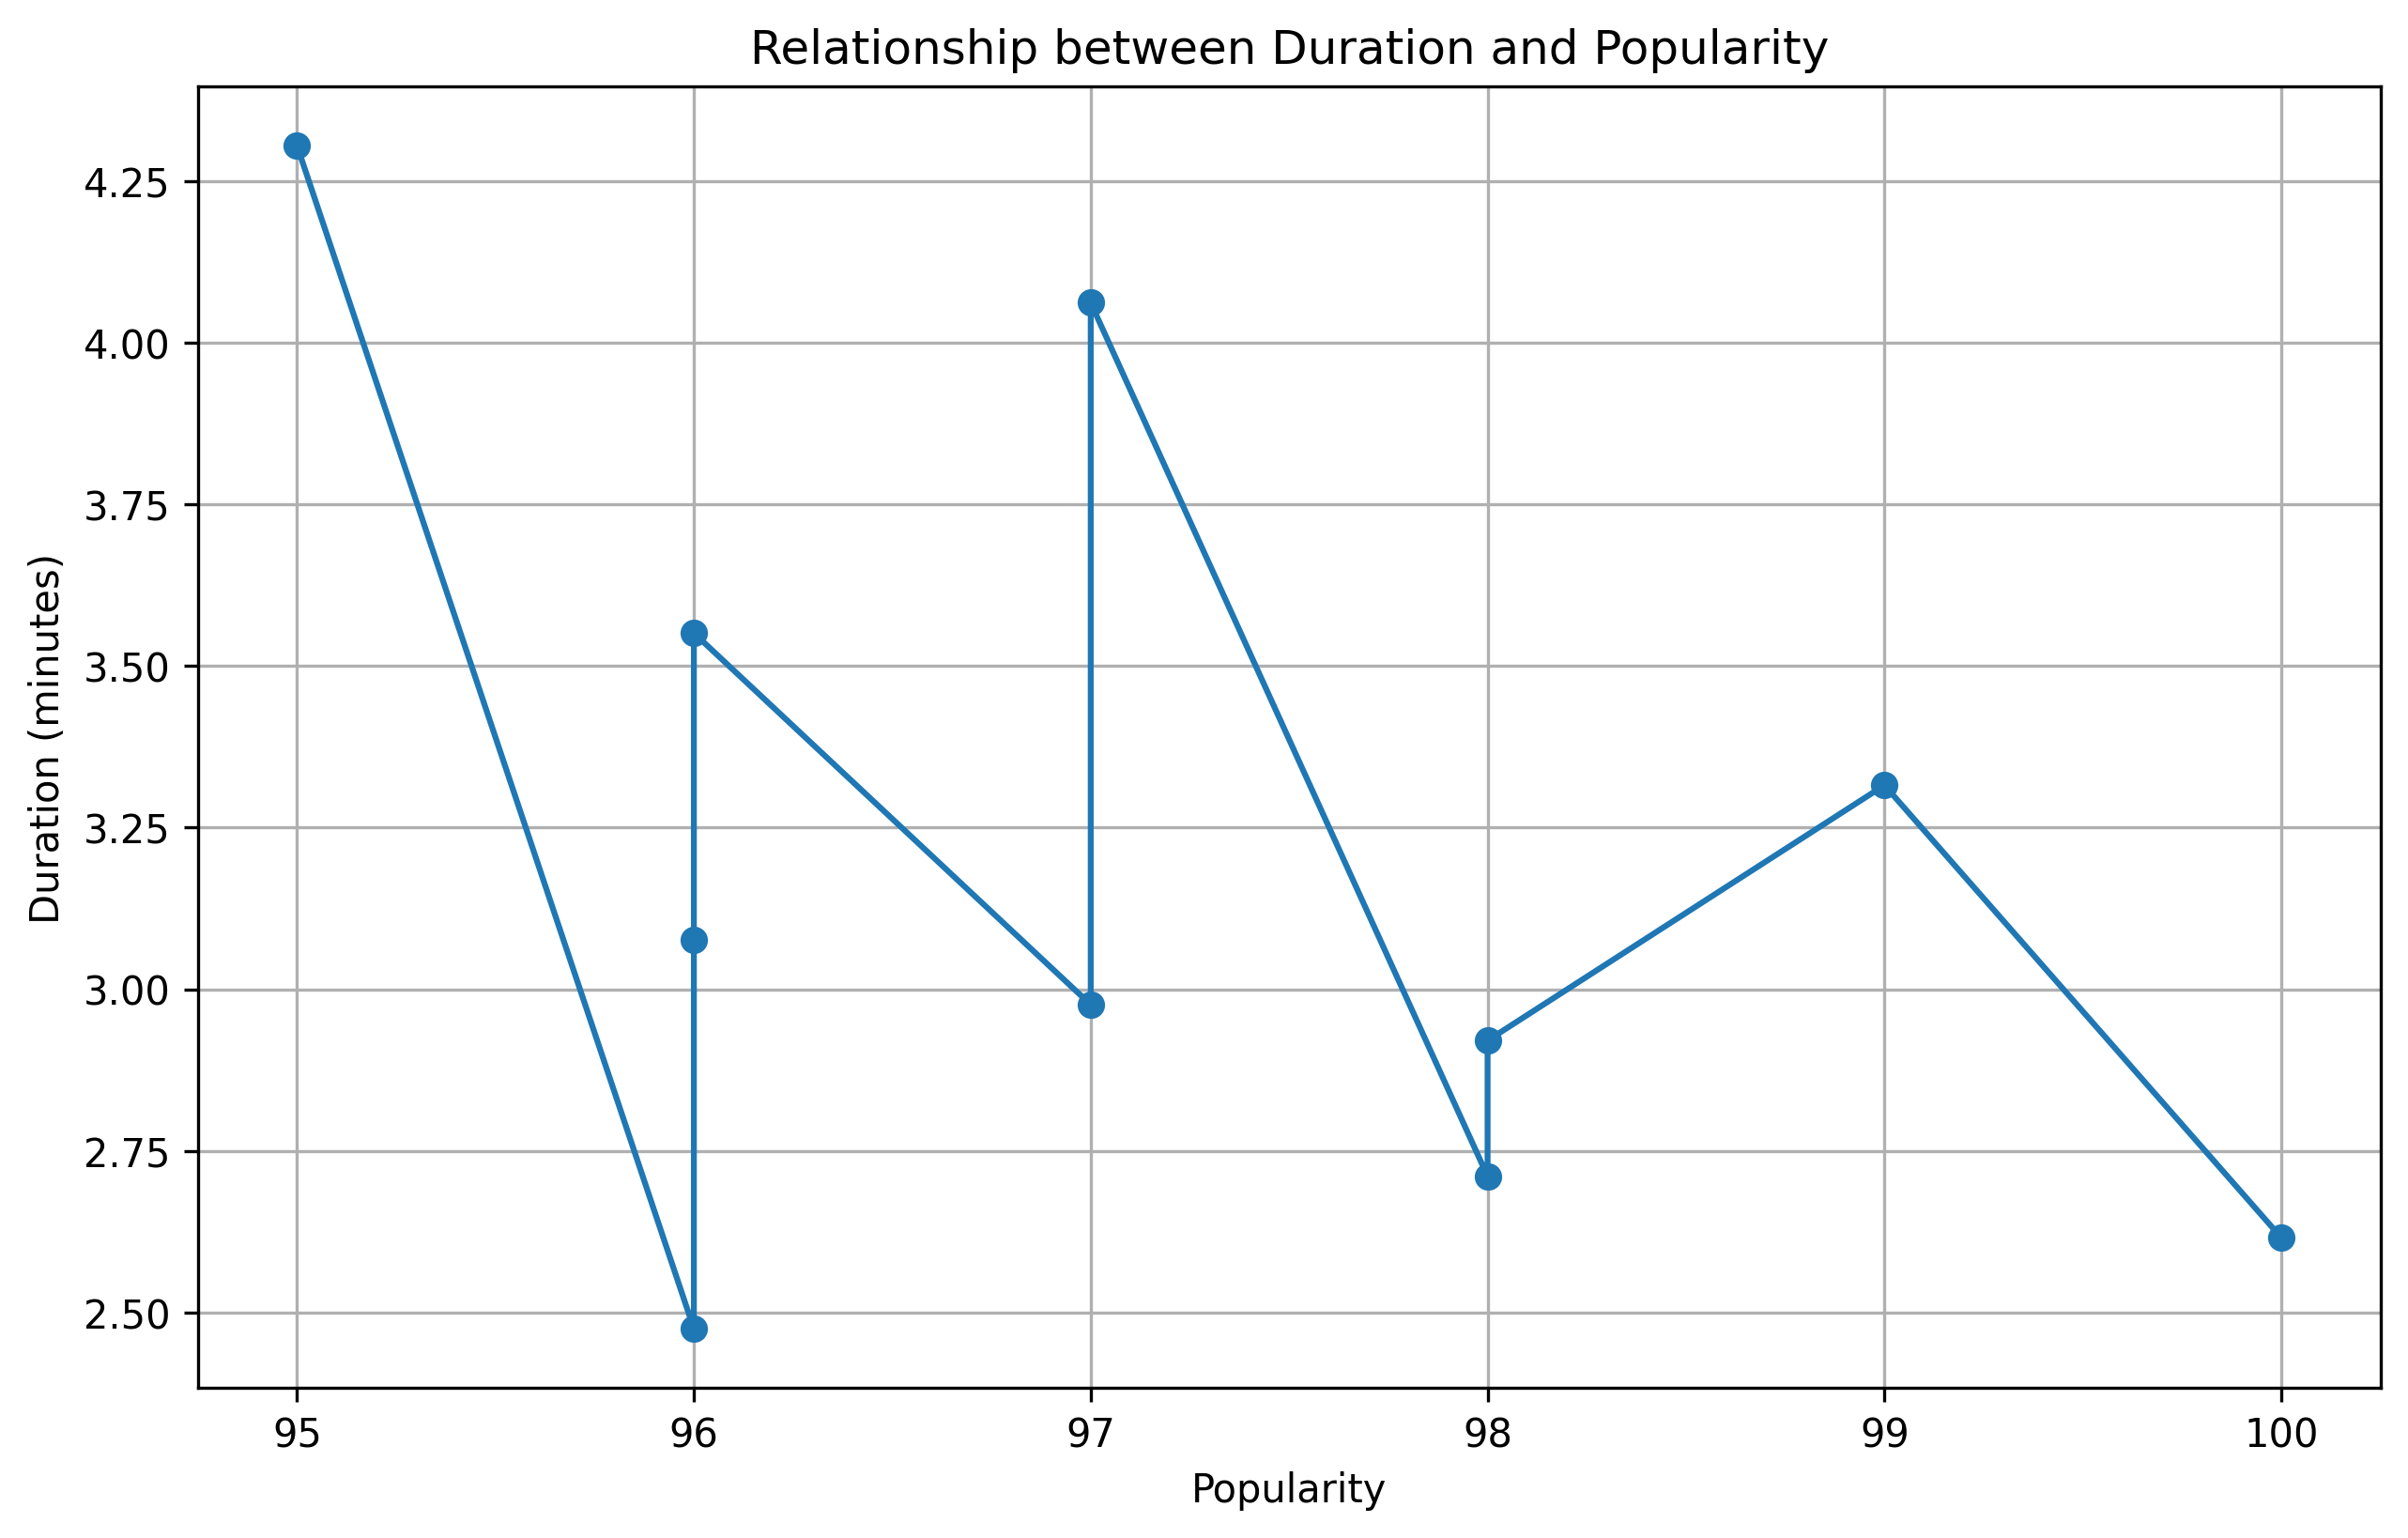 Relationship between Duration and Popularity
4.25
4.00
3.75
3.50
3.25
3.00
2.75
2.50
Duration (minutes)
95 96 97 98 99 100
Popularity